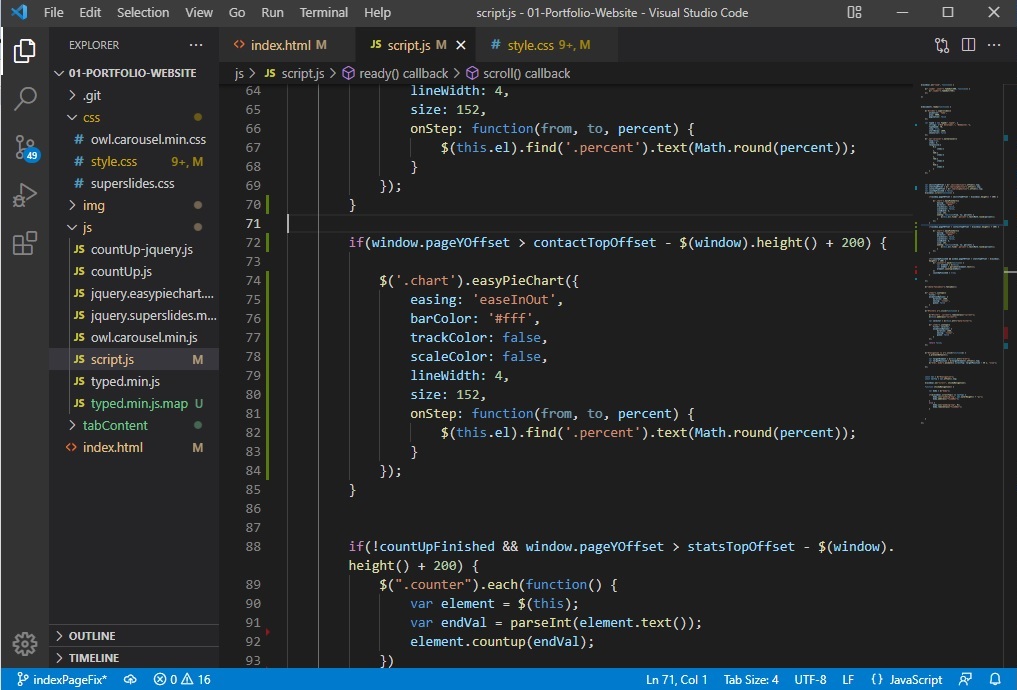 File Edit Selection View Go Run Terminal Help script.js - 01-Portfolio-Website - Visual Studio Code
EXPLORER ···
index.html M JS script.js M # style.css 9+, M
01-PORTFOLIO-WEBSITE
js > JS script.js > ready() callback > scroll() callback
.git
css
# owl.carousel.min.css
# style.css 9+, M
# superslides.css
img
js
JS countUp-jquery.js
JS countUp.js
JS jquery.easypiechart....
JS jquery.superslides.m...
JS owl.carousel.min.js
JS script.js M
JS typed.min.js
JS typed.min.js.map U
tabContent
index.html M
OUTLINE
TIMELINE
49
64 lineWidth: 4,
65 size: 152,
66 onStep: function(from, to, percent) {
67 $(this.el).find('.percent').text(Math.round(percent));
68 }
69 });
70 }
71
72 if(window.pageYOffset > contactTopOffset - $(window).height() + 200) {
73
74 $('.chart').easyPieChart({
75 easing: 'easeInOut',
76 barColor: '#fff',
77 trackColor: false,
78 scaleColor: false,
79 lineWidth: 4,
80 size: 152,
81 onStep: function(from, to, percent) {
82 $(this.el).find('.percent').text(Math.round(percent));
83 }
84 });
85 }
86
87
88 if(!countUpFinished && window.pageYOffset > statsTopOffset - $(window).
height() + 200) {
89 $(".counter").each(function() {
90 var element = $(this);
91 var endVal = parseInt(element.text());
92 element.countup(endVal);
93 })
indexPageFix* 0 16 Ln 71, Col 1 Tab Size: 4 UTF-8 LF {} JavaScript